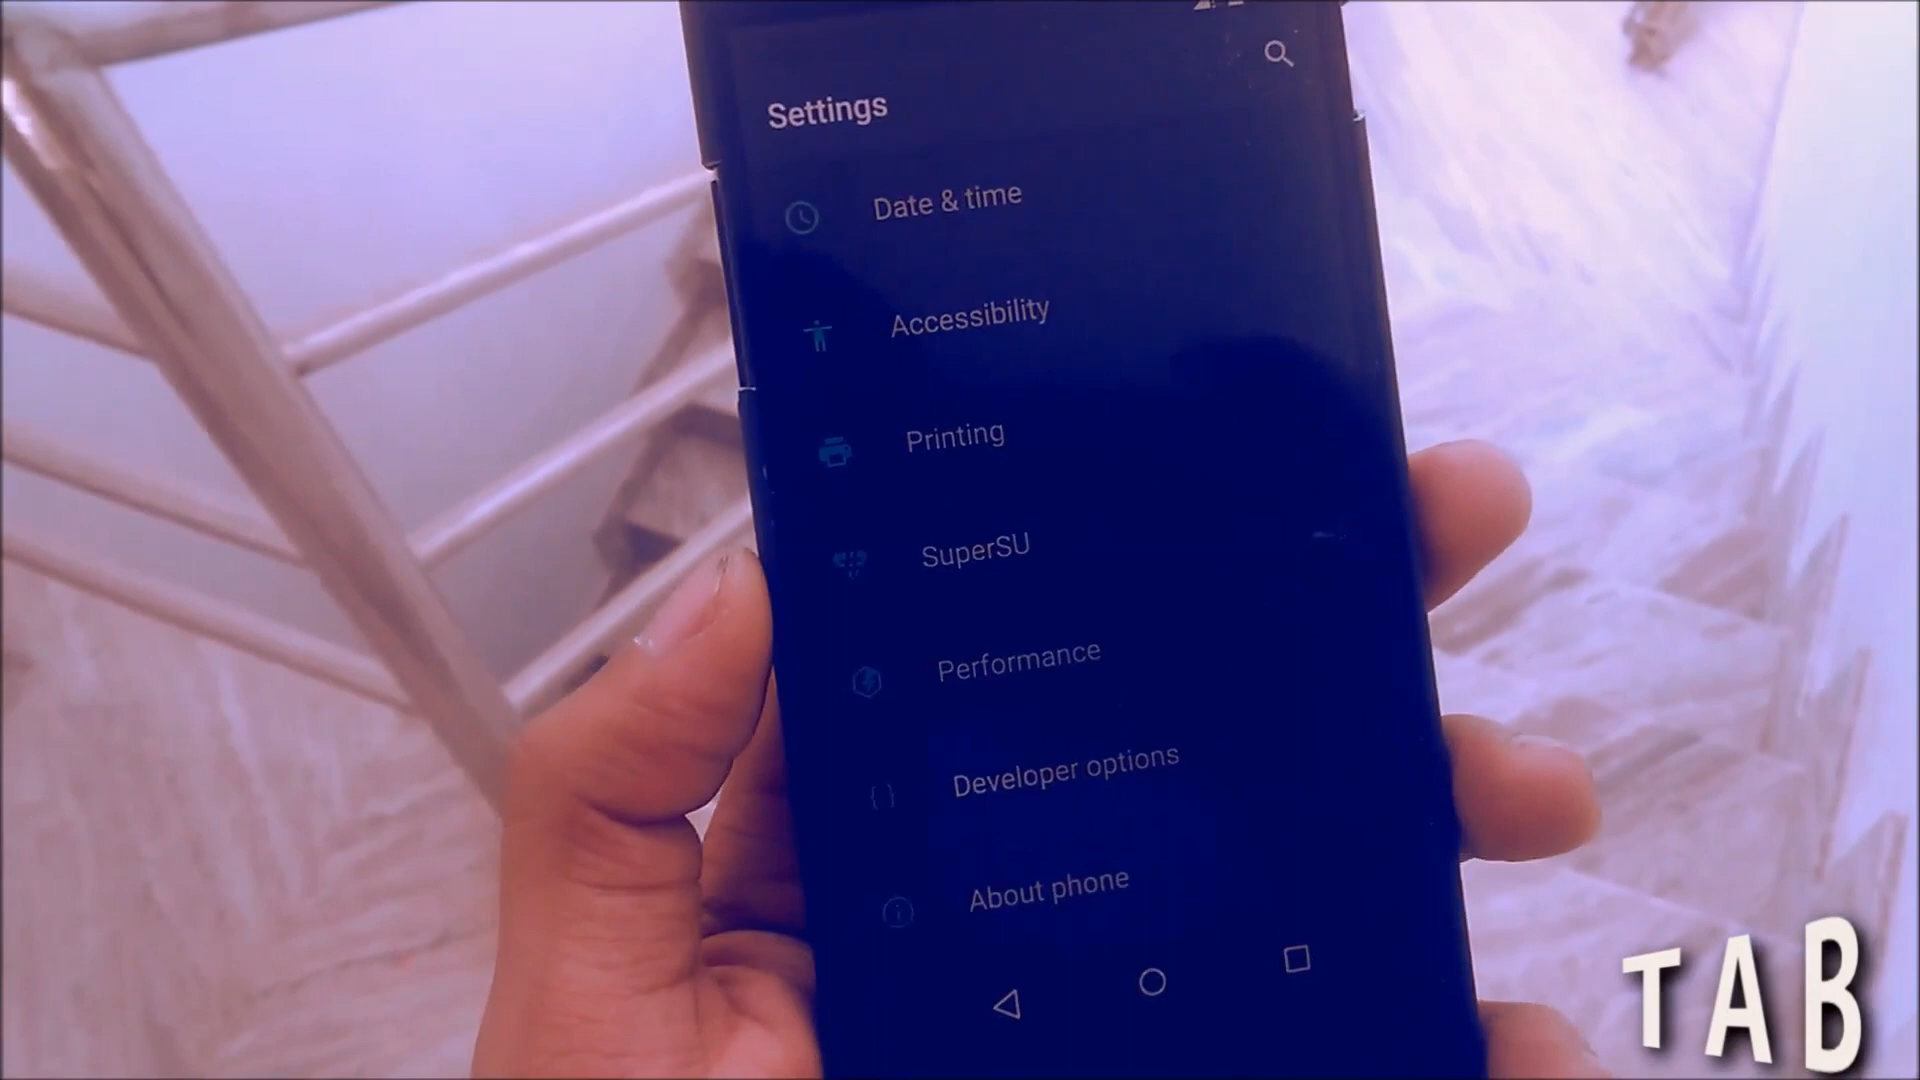 Settings
Date & time
Accessibility
Printing
SuperSU
Performance
Developer options
About phone
TAB